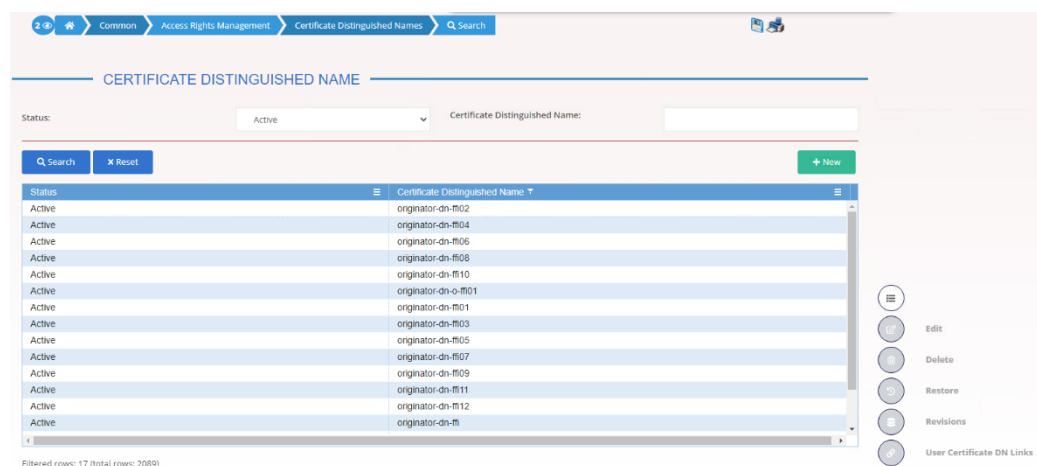 2 Common Access Rights Management Certificate Distinguished Names Search
CERTIFICATE DISTINGUISHED NAME
Status: Active Certificate Distinguished Name:
Search x Reset + New
Status Certificate Distinguished Name
Active originator-dn-ffi02
Active originator-dn-ffi04
Active originator-dn-ffi06
Active originator-dn-ffi08
Active originator-dn-ffi10
Active originator-dn-o-ffi01
Active originator-dn-ffi01
Active originator-dn-ffi03
Active originator-dn-ffi05
Active originator-dn-ffi07
Active originator-dn-ffi09
Active originator-dn-ffi11
Active originator-dn-ffi12
Active originator-dn-ffi
Edit
Delete
Restore
Revisions
User Certificate DN Links
Filtered rows: 17 (total rows: 2089)